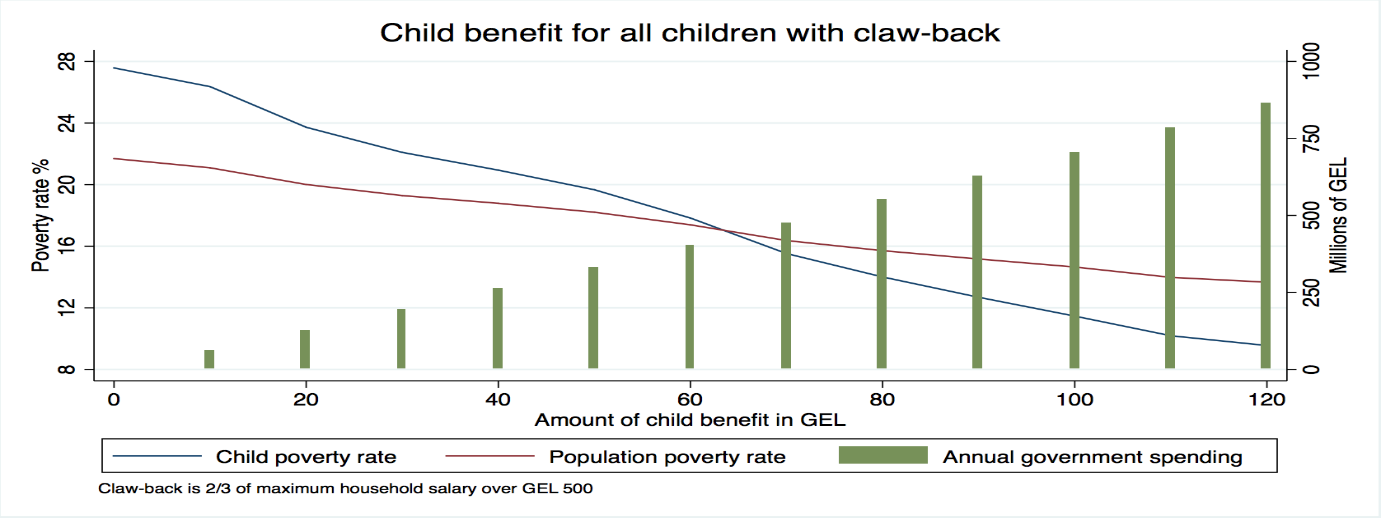 Child benefit for all children with claw-back
28
24
20
16
12
8
Poverty rate %
1000
750
500
250
0
Millions of GEL
0 20 40 60 80 100 120
Amount of child benefit in GEL
Child poverty rate Population poverty rate Annual government spending
Claw-back is 2/3 of maximum household salary over GEL 500